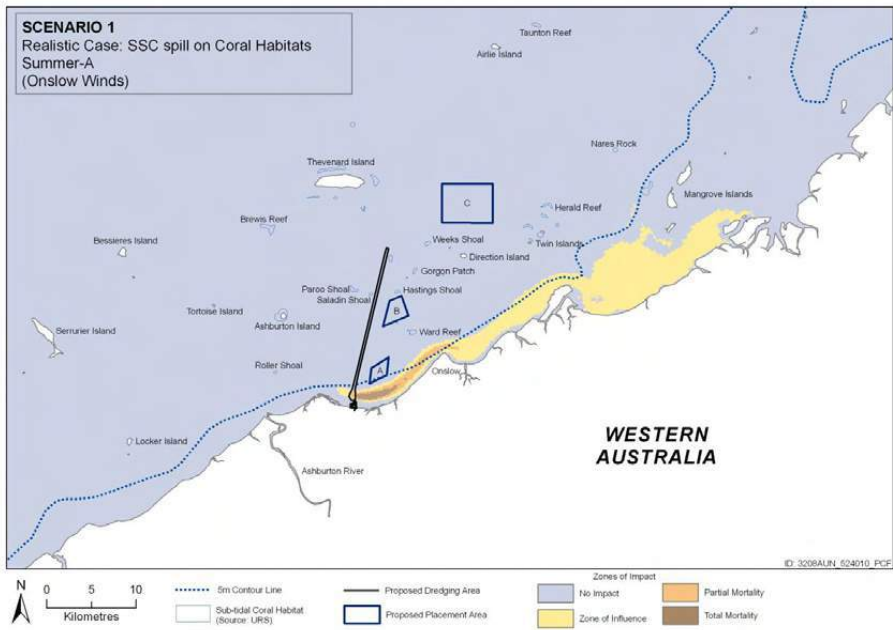 SCENARIO 1
Realistic Case: SSC spill on Coral Habitats
Summer-A
(Onslow Winds)
Taunton Reef
Airlie Island
Nares Rock
Thevenard Island
Mangrove Islands
C
Herald Reef
Brewis Reef
Weeks Shoal
Twin Islands
Bessieres Island
Direction Island
Gorgon Patch
Paroo Shoal
Hastings Shoal
Saladin Shoal
Tortoise Island
B
Ashburton Island
Serrurier Island
Ward Reef
Roller Shoal
A
Onslow
WESTERN
AUSTRALIA
Locker Island
Ashburton River
ID: 3208AUN_524010_PCF
N
0 5 10
Kilometres
5m Contour Line
Sub-tidal Coral Habitat
(Source: URS)
Proposed Dredging Area
Proposed Placement Area
Zones of Impact
No Impact
Zone of Influence
Partial Mortality
Total Mortality